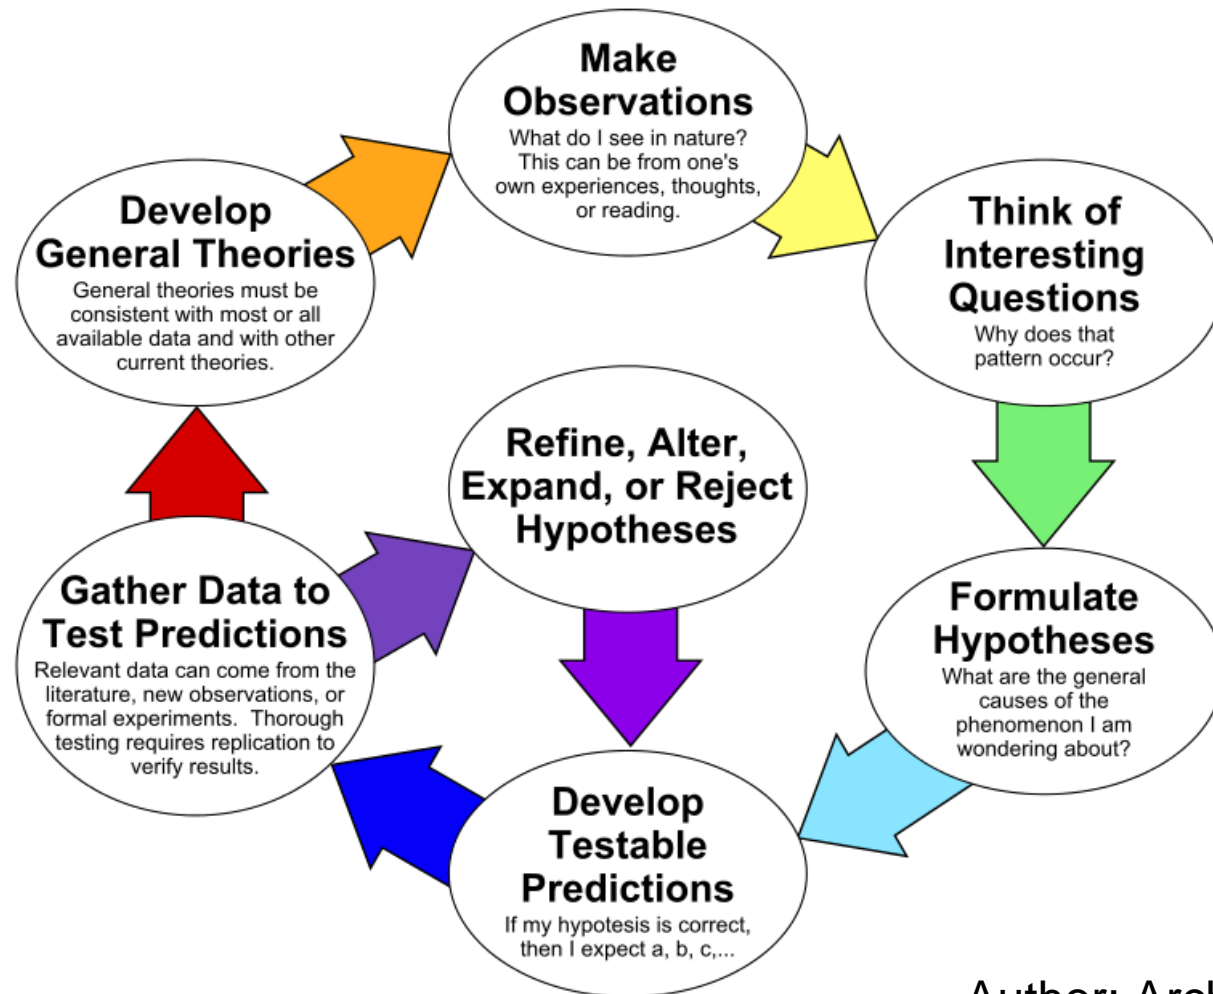 Make
Observations
What do I see in nature?
This can be from one's
own experiences, thoughts,
or reading.
Think of
Interesting
Questions
Why does that
pattern occur?
Formulate
Hypotheses
What are the general
causes of the
phenomenon I am
wondering about?
Develop
Testable
Predictions
If my hypotesis is correct,
then I expect a, b, c,...
Gather Data to
Test Predictions
Relevant data can come from the
literature, new observations, or
formal experiments. Thorough
testing requires replication to
verify results.
Refine, Alter,
Expand, or Reject
Hypotheses
Develop
General Theories
General theories must be
consistent with most or all
available data and with other
current theories.
Author: